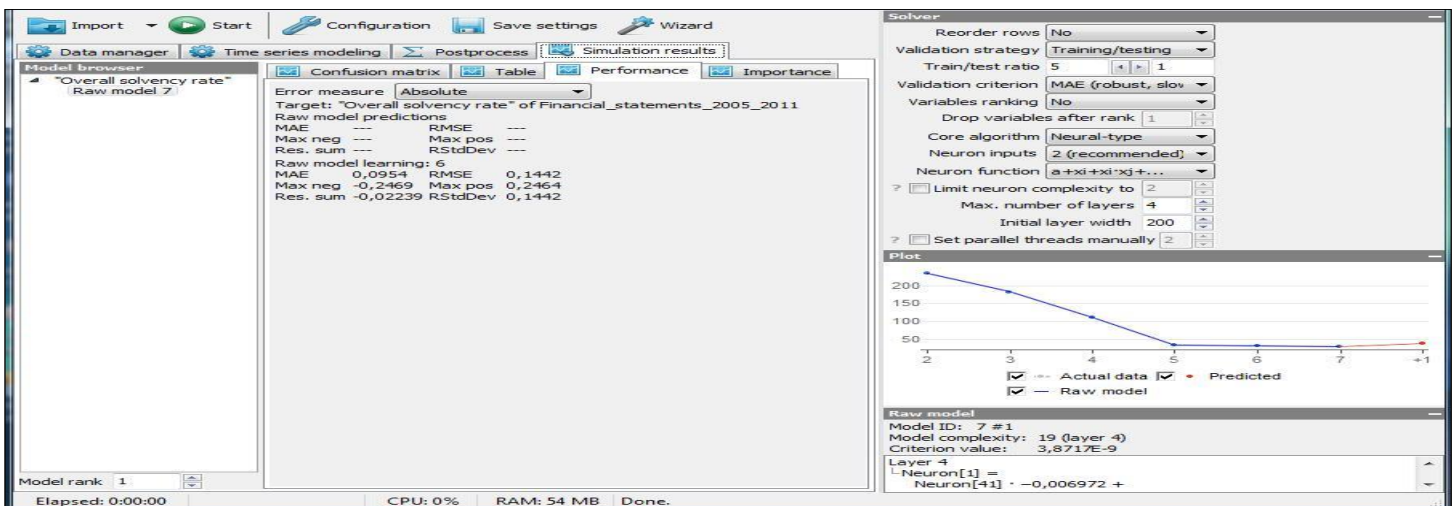 Import Start Configuration Save settings Wizard
Data manager Time series modeling Postprocess Simulation results
Model browser
"Overall solvency rate"
Raw model 7
Model rank 1
Confusion matrix Table Performance Importance
Error measure Absolute
Target: "Overall solvency rate" of Financial_statements_2005_2011
Raw model predictions
MAE --- RMSE ---
Max neg --- Max pos ---
Res. sum --- RStdDev ---
Raw model learning: 6
MAE 0,0954 RMSE 0,1442
Max neg -0,2469 Max pos 0,2464
Res. sum -0,02239 RStdDev 0,1442
Solver
Reorder rows No
Validation strategy Training/testing
Train/test ratio 5 1
Validation criterion MAE (robust, slow
Variables ranking No
Drop variables after rank 1
Core algorithm Neural-type
Neuron inputs 2 (recommended)
Neuron function a+xi+xi·xj+...
? Limit neuron complexity to 2
Max. number of layers 4
Initial layer width 200
? Set parallel threads manually 2
Plot
200
150
100
50
2 3 4 5 6 7 +1
Actual data Predicted
Raw model
Raw model
Model ID: 7 #1
Model complexity: 19 (layer 4)
Criterion value: 3,8717E-9
Layer 4
Neuron[1] =
Neuron[41] · -0,006972 +
Elapsed: 0:00:00 CPU: 0% RAM: 54 MB Done.